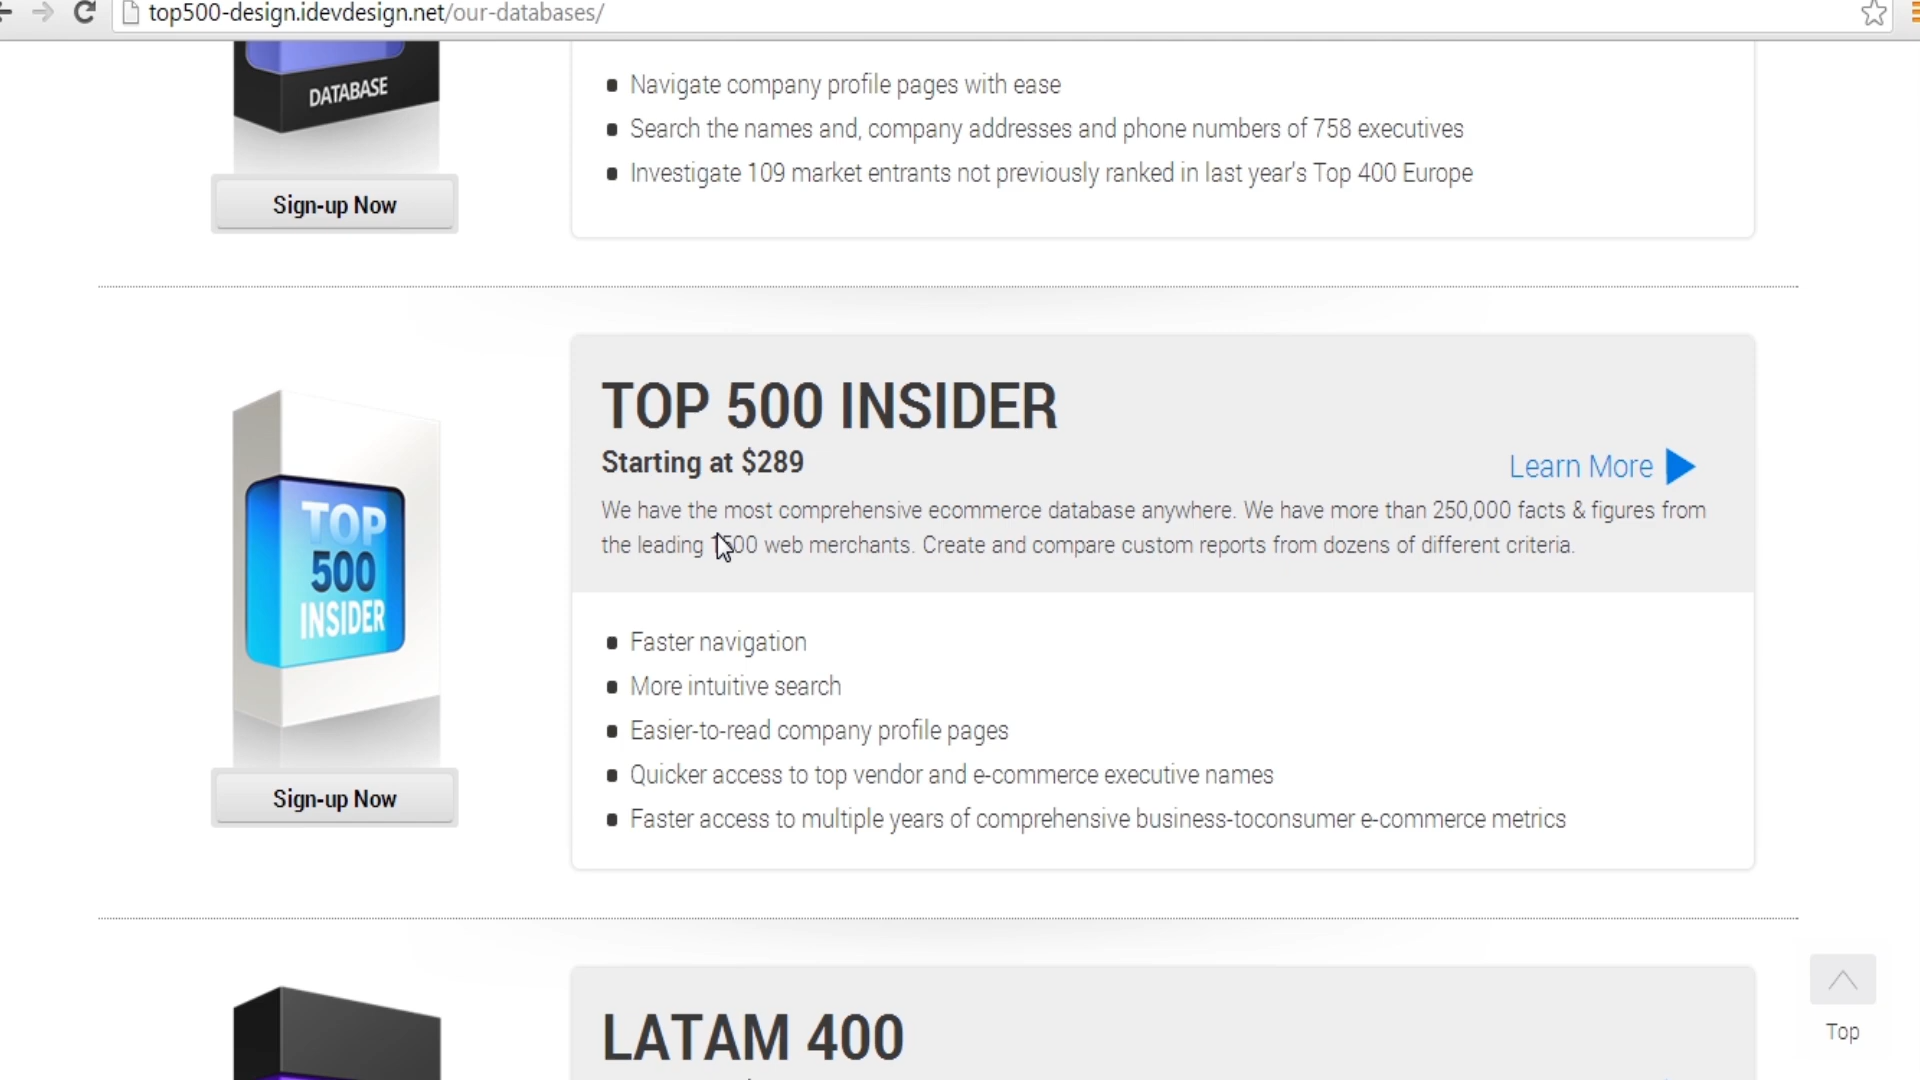 top500-design.idevdesign.net/our-databases/
DATABASE
Sign-up Now
Navigate company profile pages with ease
Search the names and, company addresses and phone numbers of 758 executives
Investigate 109 market entrants not previously ranked in last year's Top 400 Europe
TOP
500
INSIDER
Sign-up Now
TOP 500 INSIDER
Starting at $289
Learn More
We have the most comprehensive ecommerce database anywhere. We have more than 250,000 facts & figures from
the leading web merchants. Create and compare custom reports from dozens of different criteria.
Faster navigation
More intuitive search
Easier-to-read company profile pages
Quicker access to top vendor and e-commerce executive names
Faster access to multiple years of comprehensive business-toconsumer e-commerce metrics
LATAM 400
Top